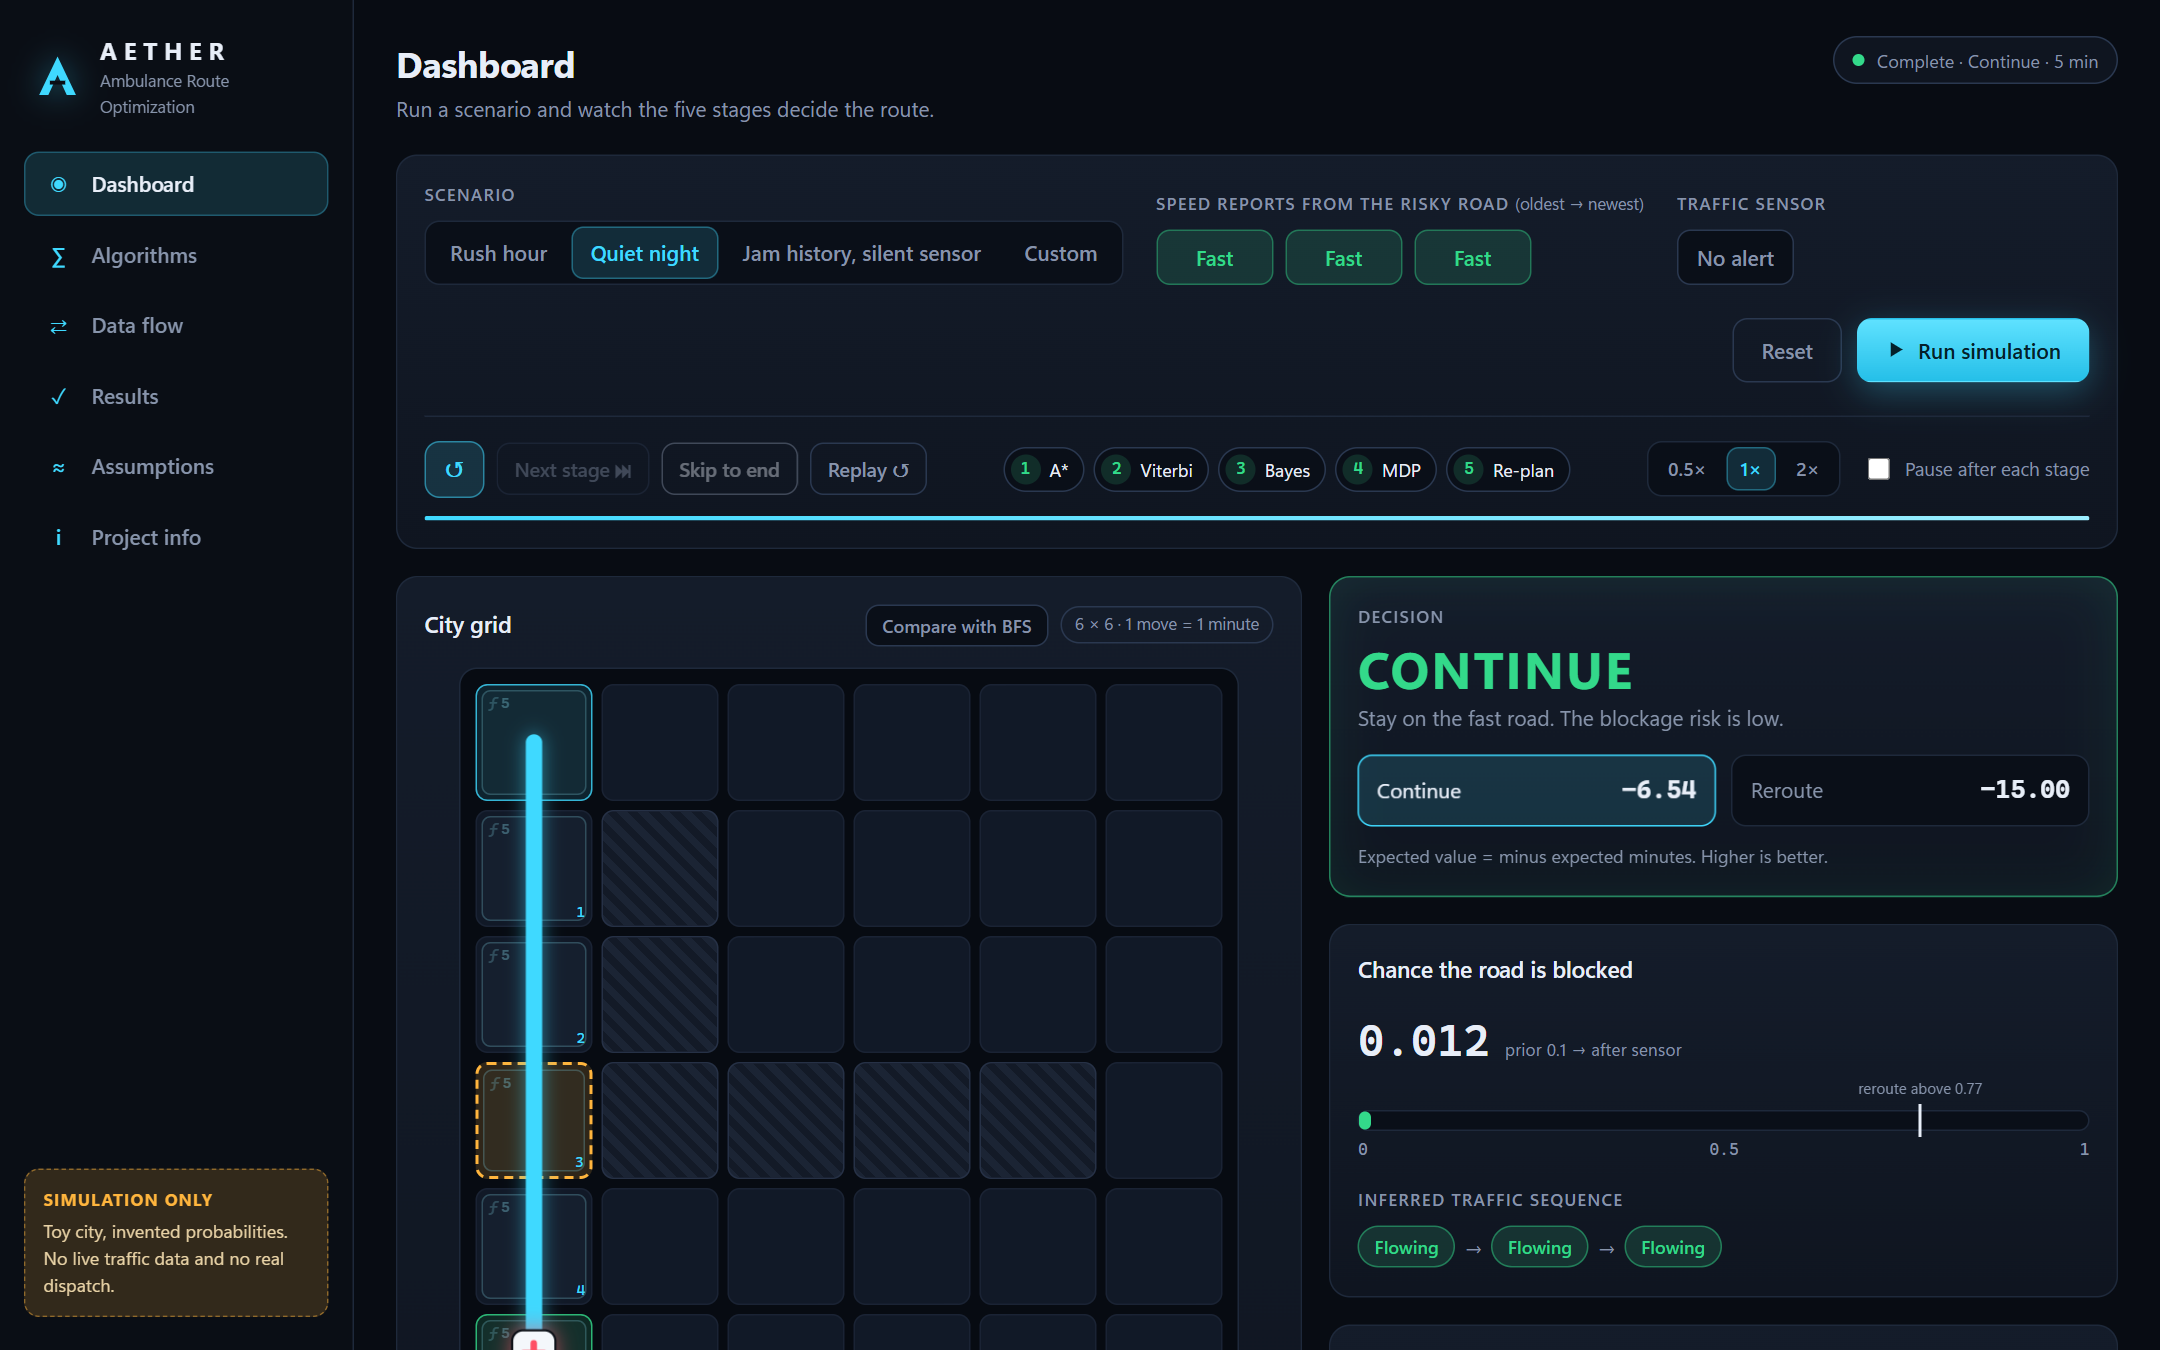 AETHER
Ambulance Route
Optimization
Dashboard
Algorithms
Data flow
Results
Assumptions
Project info
SIMULATION ONLY
Toy city, invented probabilities.
No live traffic data and no real
dispatch.
Dashboard
Run a scenario and watch the five stages decide the route.
Complete · Continue · 5 min
SCENARIO
Rush hour
Quiet night
Jam history, silent sensor
Custom
SPEED REPORTS FROM THE RISKY ROAD (oldest → newest)
Fast
Fast
Fast
TRAFFIC SENSOR
No alert
Reset
Run simulation
Next stage
Skip to end
Replay
1 A*
2 Viterbi
3 Bayes
4 MDP
5 Re-plan
0.5×
1×
2×
Pause after each stage
City grid
Compare with BFS
6 × 6 · 1 move = 1 minute
ƒ5
ƒ5
1
ƒ5
2
ƒ5
3
ƒ5
4
ƒ5
DECISION
CONTINUE
Stay on the fast road. The blockage risk is low.
Continue −6.54
Reroute −15.00
Expected value = minus expected minutes. Higher is better.
Chance the road is blocked
0.012 prior 0.1 → after sensor
reroute above 0.77
0 0.5 1
INFERRED TRAFFIC SEQUENCE
Flowing → Flowing → Flowing